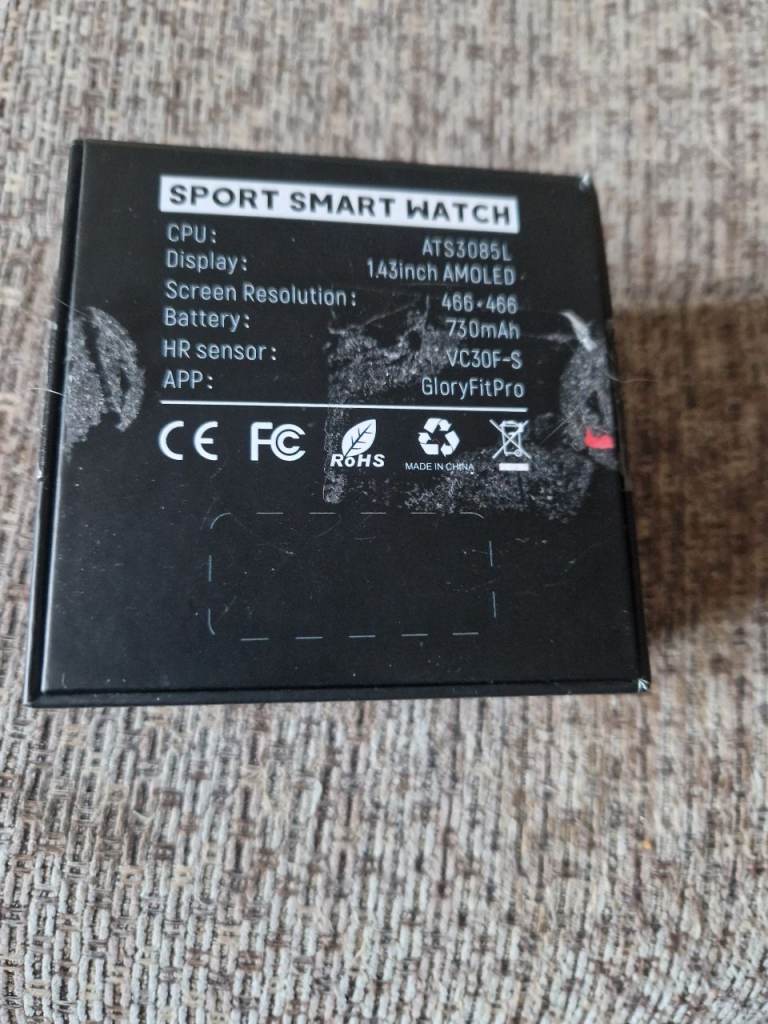 SPORT SMART WATCH
CPU: ATS3085L
Display: 1.43inch AMOLED
Screen Resolution: 466*466
Battery: 730mAh
HR sensor: VC30F-S
APP: GloryFitPro
CE FC RoHS MADE IN CHINA